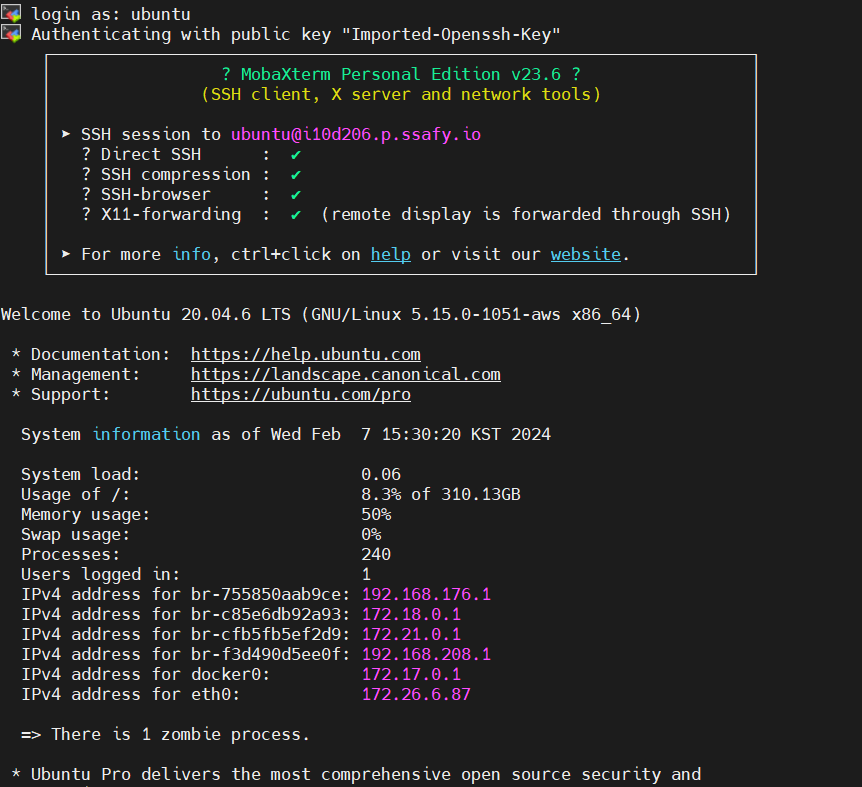 login as: ubuntu
Authenticating with public key "Imported-Openssh-Key"
? MobaXterm Personal Edition v23.6 ?
(SSH client, X server and network tools)
➤ SSH session to ubuntu@i10d206.p.ssafy.io
? Direct SSH : ✔
? SSH compression : ✔
? SSH-browser : ✔
? X11-forwarding : ✔ (remote display is forwarded through SSH)
➤ For more info, ctrl+click on help or visit our website.
Welcome to Ubuntu 20.04.6 LTS (GNU/Linux 5.15.0-1051-aws x86_64)
* Documentation: https://help.ubuntu.com
* Management: https://landscape.canonical.com
* Support: https://ubuntu.com/pro
System information as of Wed Feb 7 15:30:20 KST 2024
System load: 0.06
Usage of /: 8.3% of 310.13GB
Memory usage: 50%
Swap usage: 0%
Processes: 240
Users logged in: 1
IPv4 address for br-755850aab9ce: 192.168.176.1
IPv4 address for br-c85e6db92a93: 172.18.0.1
IPv4 address for br-cfb5fb5ef2d9: 172.21.0.1
IPv4 address for br-f3d490d5ee0f: 192.168.208.1
IPv4 address for docker0: 172.17.0.1
IPv4 address for eth0: 172.26.6.87
=> There is 1 zombie process.
* Ubuntu Pro delivers the most comprehensive open source security and